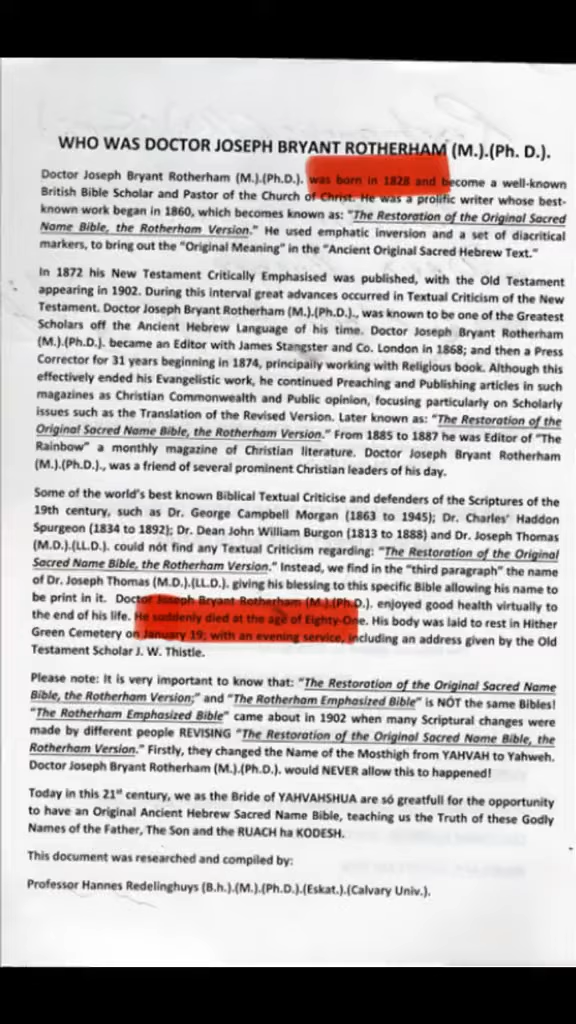 WHO WAS DOCTOR JOSEPH BRYANT ROTHERHAM (M.).(Ph. D.).
Doctor Joseph Bryant Rotherham (M.).(Ph.D.). was born in 1828 and become a well-known
British Bible Scholar and Pastor of the Church of Christ. He was a prolific writer whose best-
known work began in 1860, which becomes known as: "The Restoration of the Original Sacred
Name Bible, the Rotherham Version." He used emphatic inversion and a set of diacritical
markers, to bring out the "Original Meaning" in the "Ancient Original Sacred Hebrew Text."
In 1872 his New Testament Critically Emphasised was published, with the Old Testament
appearing in 1902. During this interval great advances occurred in Textual Criticism of the New
Testament. Doctor Joseph Bryant Rotherham (M.).(Ph.D.)., was known to be one of the Greatest
Scholars off the Ancient Hebrew Language of his time. Doctor Joseph Bryant Rotherham
(M.).(Ph.D.). became an Editor with James Stangster and Co. London in 1868; and then a Press
Corrector for 31 years beginning in 1874, principally working with Religious book. Although this
effectively ended his Evangelistic work, he continued Preaching and Publishing articles in such
magazines as Christian Commonwealth and Public opinion, focusing particularly on Scholarly
issues such as the Translation of the Revised Version. Later known as: "The Restoration of the
Original Sacred Name Bible, the Rotherham Version." From 1885 to 1887 he was Editor of "The
Rainbow" a monthly magazine of Christian literature. Doctor Joseph Bryant Rotherham
(M.).(Ph.D.)., was a friend of several prominent Christian leaders of his day.
Some of the world's best known Biblical Textual Criticise and defenders of the Scriptures of the
19th century, such as Dr. George Campbell Morgan (1863 to 1945); Dr. Charles' Haddon
Spurgeon (1834 to 1892); Dr. Dean John William Burgon (1813 to 1888) and Dr. Joseph Thomas
(M.D.).(LL.D.). could not find any Textual Criticism regarding: "The Restoration of the Original
Sacred Name Bible, the Rotherham Version." Instead, we find in the "third paragraph" the name
of Dr. Joseph Thomas (M.D.).(LL.D.). giving his blessing to this specific Bible allowing his name
to be print in it. Doctor Joseph Bryant Rotherham (M.).(Ph.D.). enjoyed good health virtually to
the end of his life. He suddenly died at the age of Eighty-One. His body was laid to rest in Hither
Green Cemetery on January 19; with an evening service, including an address given by the Old
Testament Scholar J. W. Thistle.
Please note: It is very important to know that: "The Restoration of the Original Sacred Name
Bible, the Rotherham Version;" and "The Rotherham Emphasized Bible" is NÓT the same Bibles!
"The Rotherham Emphasized Bible" came about in 1902 when many Scriptural changes were
made by different people REVISING "The Restoration of the Original Sacred Name Bible, the
Rotherham Version." Firstly, they changed the Name of the Mosthigh from YAHVAH to Yahweh.
Doctor Joseph Bryant Rotherham (M.).(Ph.D.). would NEVER allow this to happened!
Today in this 21st century, we as the Bride of YAHVAHSHUA are só greatfull for the opportunity
to have an Original Ancient Hebrew Sacred Name Bible, teaching us the Truth of these Godly
Names of the Father, The Son and the RUACH ha KODESH.
This document was researched and compiled by:
Professor Hannes Redelinghuys (B.h.).(M.).(Ph.D.).(Eskat.).(Calvary Univ.).